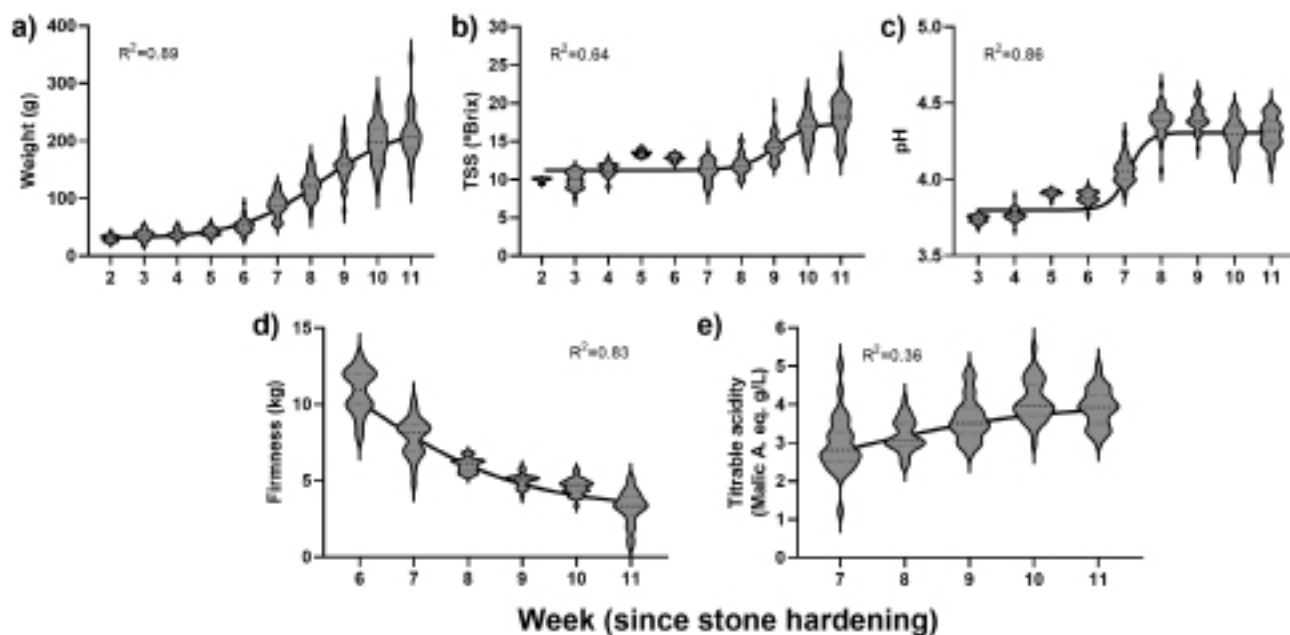 a)
R²=0.89
Weight (g)
400
300
200
100
0
2 3 4 5 6 7 8 9 10 11
b)
R²=0.64
TSS (ºBrix)
30
25
20
15
10
5
0
2 3 4 5 6 7 8 9 10 11
c)
R²=0.86
pH
5.0
4.5
4.0
3.5
3 4 5 6 7 8 9 10 11
d)
R²=0.83
Firmness (kg)
15
10
5
0
6 7 8 9 10 11
e)
R²=0.36
Titrable acidity
(Malic A. eq. g/L)
6
5
4
3
2
1
0
7 8 9 10 11
Week (since stone hardening)